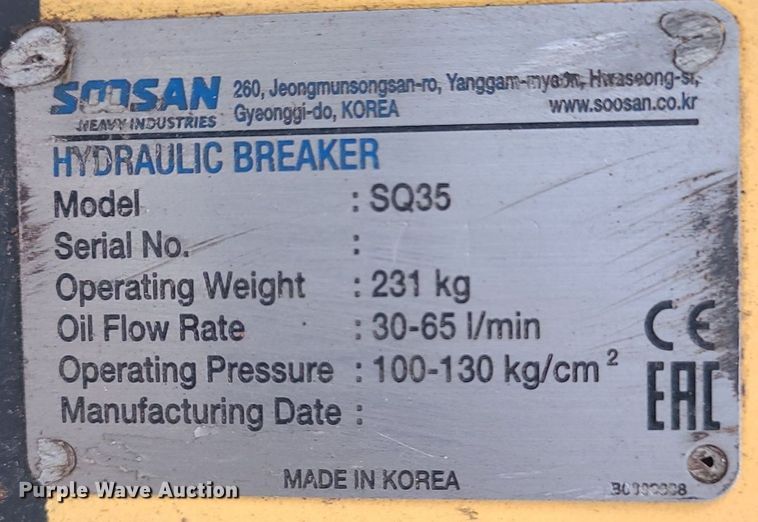 SOOSAN
HEAVY INDUSTRIES
260, Jeongmunsongsan-ro, Yanggam-myeon, Hwaseong-si,
Gyeonggi-do, KOREA www.soosan.co.kr
HYDRAULIC BREAKER
Model : SQ35
Serial No. :
Operating Weight : 231 kg
Oil Flow Rate : 30-65 l/min
Operating Pressure : 100-130 kg/cm²
Manufacturing Date :
CE
EAC
MADE IN KOREA
Purple Wave Auction